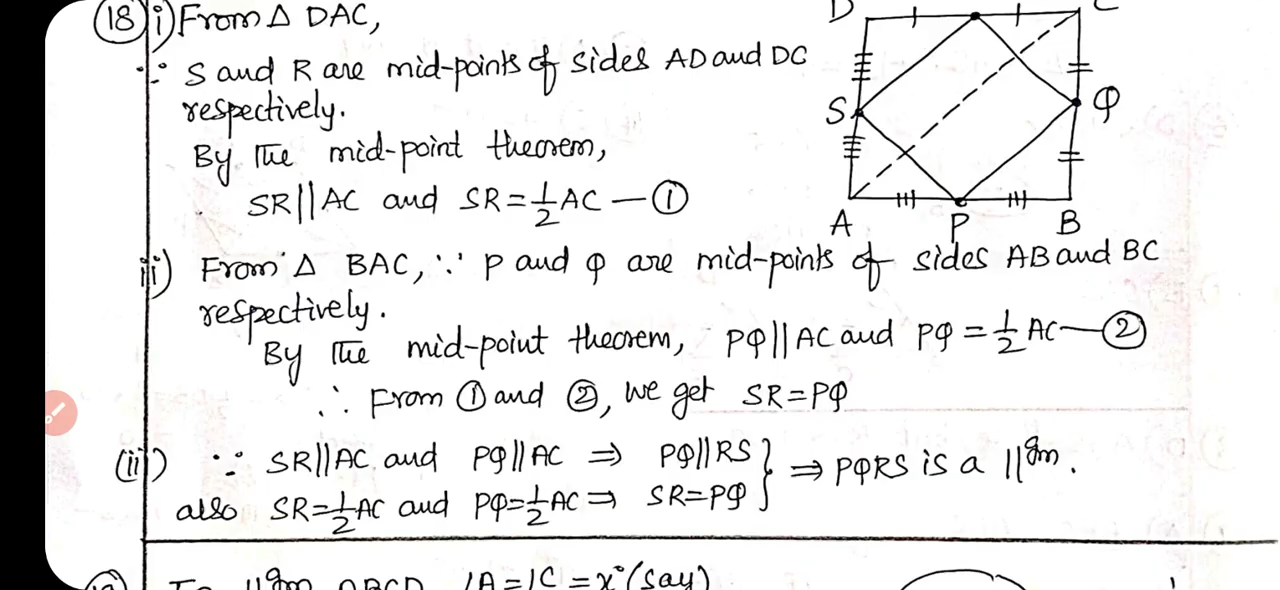 (18) i) From Δ DAC,
∵ S and R are mid-points of sides AD and DC
respectively.
By the mid-point theorem,
SR||AC and SR=1/2 AC — ①
D
C
S
Q
A P B
ii) From Δ BAC, ∵ P and Q are mid-points of sides AB and BC
respectively.
By the mid-point theorem, PQ||AC and PQ=1/2 AC — ②
∴ From ① and ②, we get SR=PQ
(iii) ∵ SR||AC and PQ||AC ⇒ PQ||RS } ⇒ PQRS is a ||gm.
also SR=1/2 AC and PQ=1/2 AC ⇒ SR=PQ
In ||gm ABCD, ∠A=∠C=x°(say)